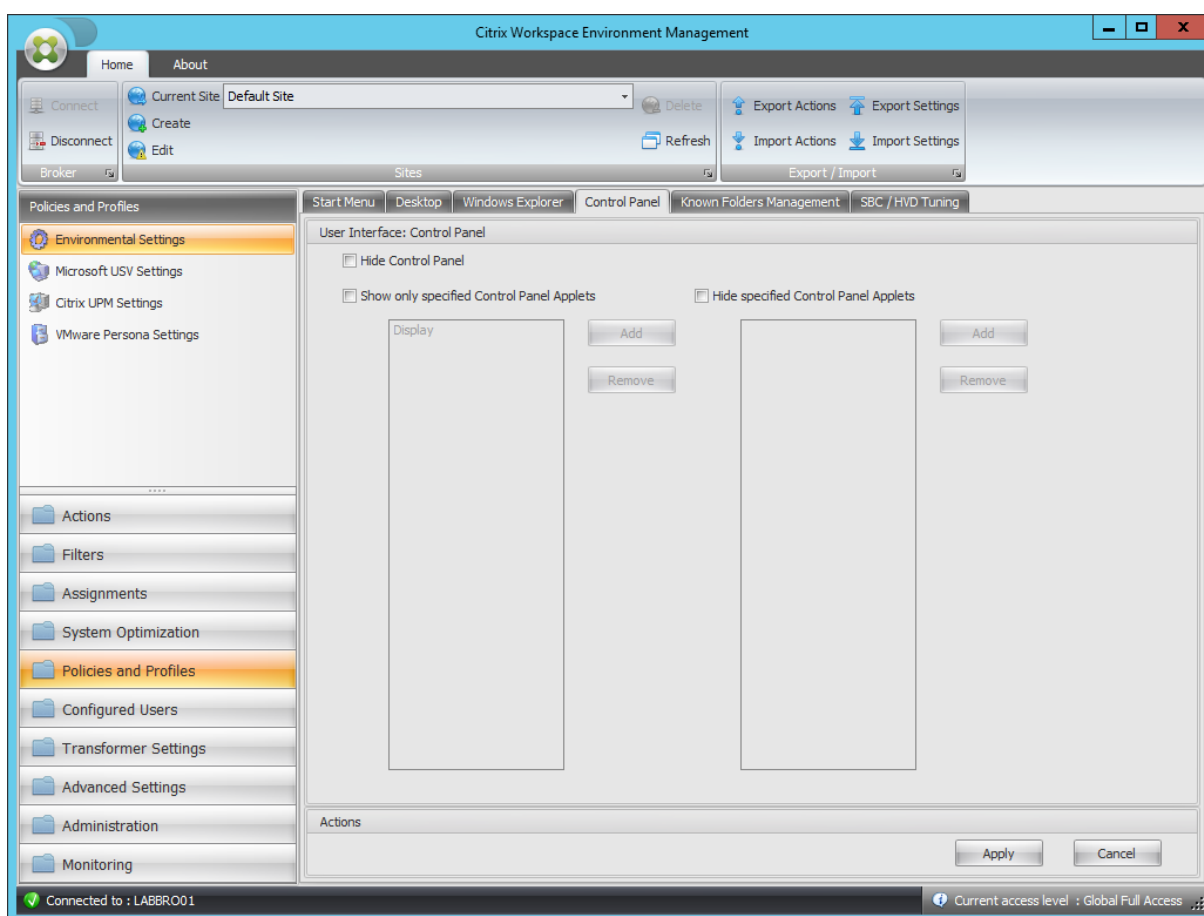 Citrix Workspace Environment Management
Home About
Connect
Disconnect
Broker
Current Site Default Site
Create
Edit
Delete
Refresh
Sites
Export Actions Export Settings
Import Actions Import Settings
Export / Import
Policies and Profiles
Environmental Settings
Microsoft USV Settings
Citrix UPM Settings
VMware Persona Settings
Actions
Filters
Assignments
System Optimization
Policies and Profiles
Configured Users
Transformer Settings
Advanced Settings
Administration
Monitoring
Start Menu Desktop Windows Explorer Control Panel Known Folders Management SBC / HVD Tuning
User Interface: Control Panel
Hide Control Panel
Show only specified Control Panel Applets
Display
Add
Remove
Hide specified Control Panel Applets
Add
Remove
Actions
Apply Cancel
Connected to : LABBRO01
Current access level : Global Full Access